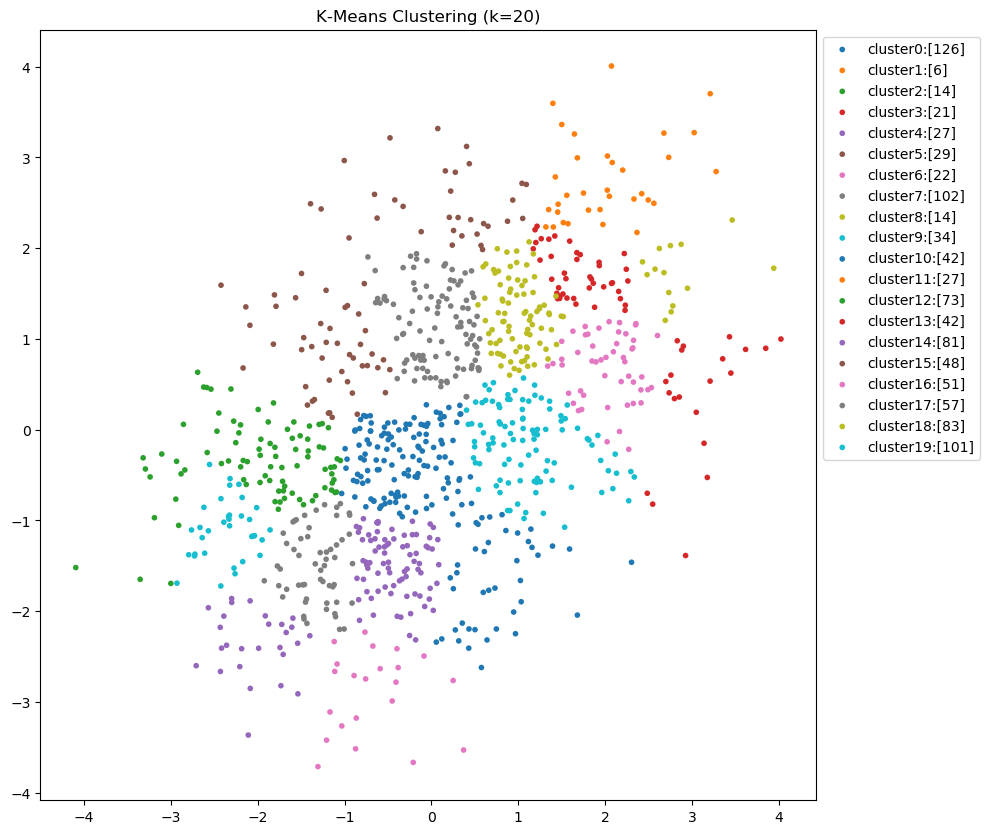 K-Means Clustering (k=20)
cluster0:[126]
cluster1:[6]
cluster2:[14]
cluster3:[21]
cluster4:[27]
cluster5:[29]
cluster6:[22]
cluster7:[102]
cluster8:[14]
cluster9:[34]
cluster10:[42]
cluster11:[27]
cluster12:[73]
cluster13:[42]
cluster14:[81]
cluster15:[48]
cluster16:[51]
cluster17:[57]
cluster18:[83]
cluster19:[101]
4
3
2
1
0
−1
−2
−3
−4
−4 −3 −2 −1 0 1 2 3 4